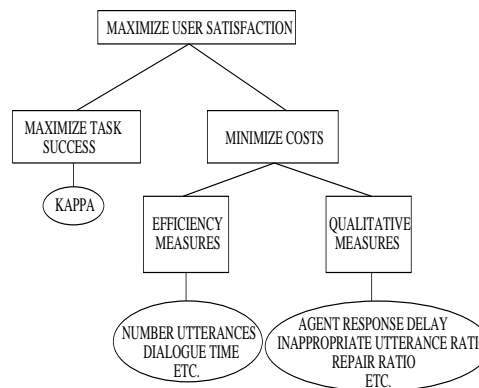 MAXIMIZE USER SATISFACTION
MAXIMIZE TASK
SUCCESS
MINIMIZE COSTS
KAPPA
EFFICIENCY
MEASURES
QUALITATIVE
MEASURES
NUMBER UTTERANCES
DIALOGUE TIME
ETC.
AGENT RESPONSE DELAY
INAPPROPRIATE UTTERANCE RATI
REPAIR RATIO
ETC.